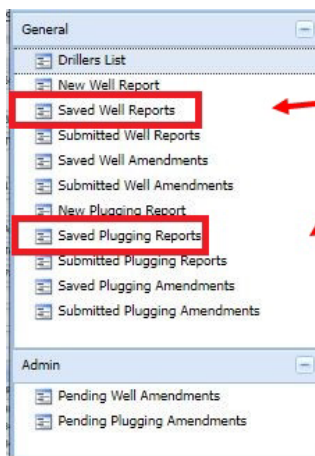 General
Drillers List
New Well Report
Saved Well Reports
Submitted Well Reports
Saved Well Amendments
Submitted Well Amendments
New Plugging Report
Saved Plugging Reports
Submitted Plugging Reports
Saved Plugging Amendments
Submitted Plugging Amendments
Admin
Pending Well Amendments
Pending Plugging Amendments